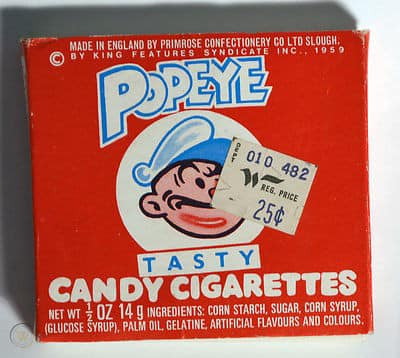 MADE IN ENGLAND BY PRIMROSE CONFECTIONERY CO LTD SLOUGH.
© BY KING FEATURES SYNDICATE INC., 1959
POPEYE
DEPT
010 482
W
REG. PRICE
25¢
TASTY
CANDY CIGARETTES
NET WT ½ OZ 14 g INGREDIENTS: CORN STARCH, SUGAR, CORN SYRUP,
(GLUCOSE SYRUP), PALM OIL, GELATINE, ARTIFICIAL FLAVOURS AND COLOURS.